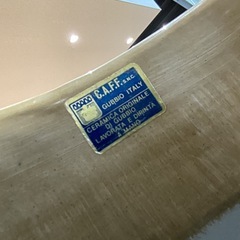 C.A.F.F. S.N.C.
GUBBIO ITALY
CERAMICA ORIGINALE
DI GUBBIO
LAVORATA E DIPINTA
A MANO